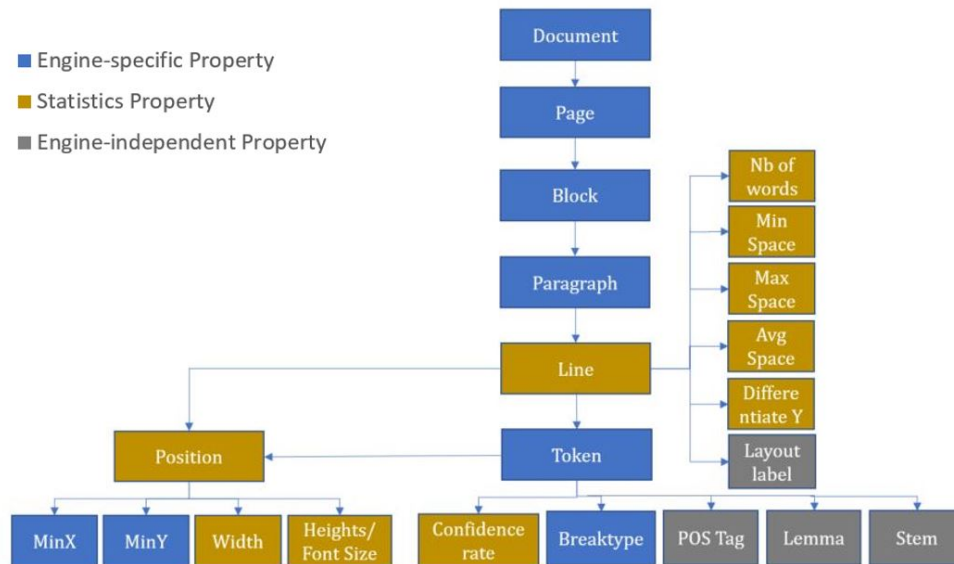 Engine-specific Property
Statistics Property
Engine-independent Property
Document
Page
Block
Paragraph
Line
Nb of
words
Min
Space
Max
Space
Avg
Space
Differe
ntiate Y
Layout
label
Position
Token
MinX
MinY
Width
Heights/
Font Size
Confidence
rate
Breaktype
POS Tag
Lemma
Stem